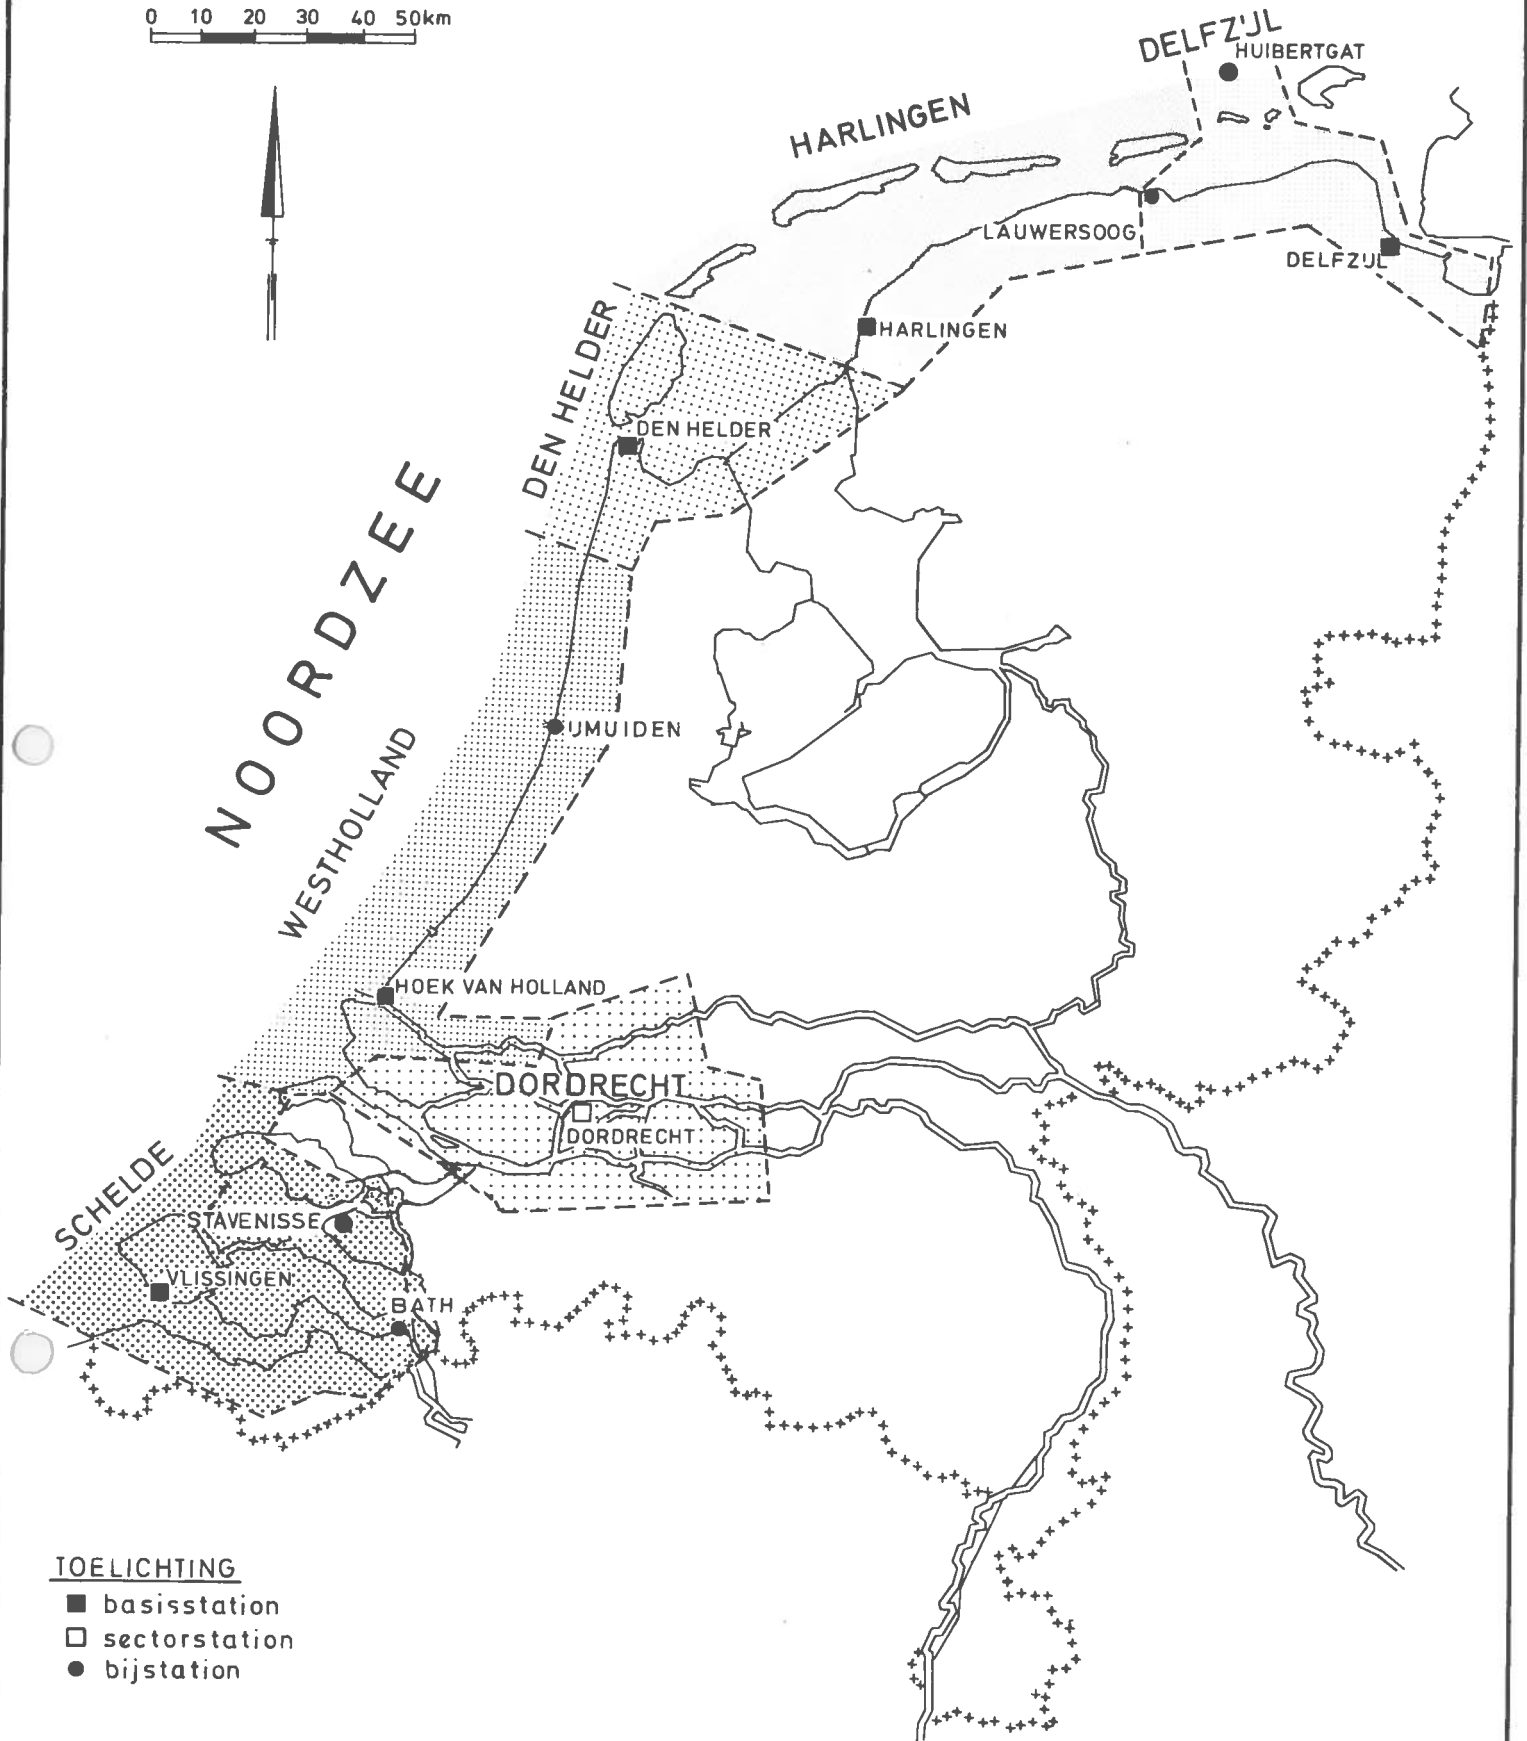 0 10 20 30 40 50km
DELFZIJL
HUIBERTGAT
HARLINGEN
LAUWERSOOG
DELFZIJL
HARLINGEN
DEN HELDER
DEN HELDER
NOORDZEE
IJMUIDEN
WESTHOLLAND
HOEK VAN HOLLAND
DORDRECHT
DORDRECHT
SCHELDE
STAVENISSE
VLISSINGEN
BATH
TOELICHTING
basisstation
sectorstation
bijstation